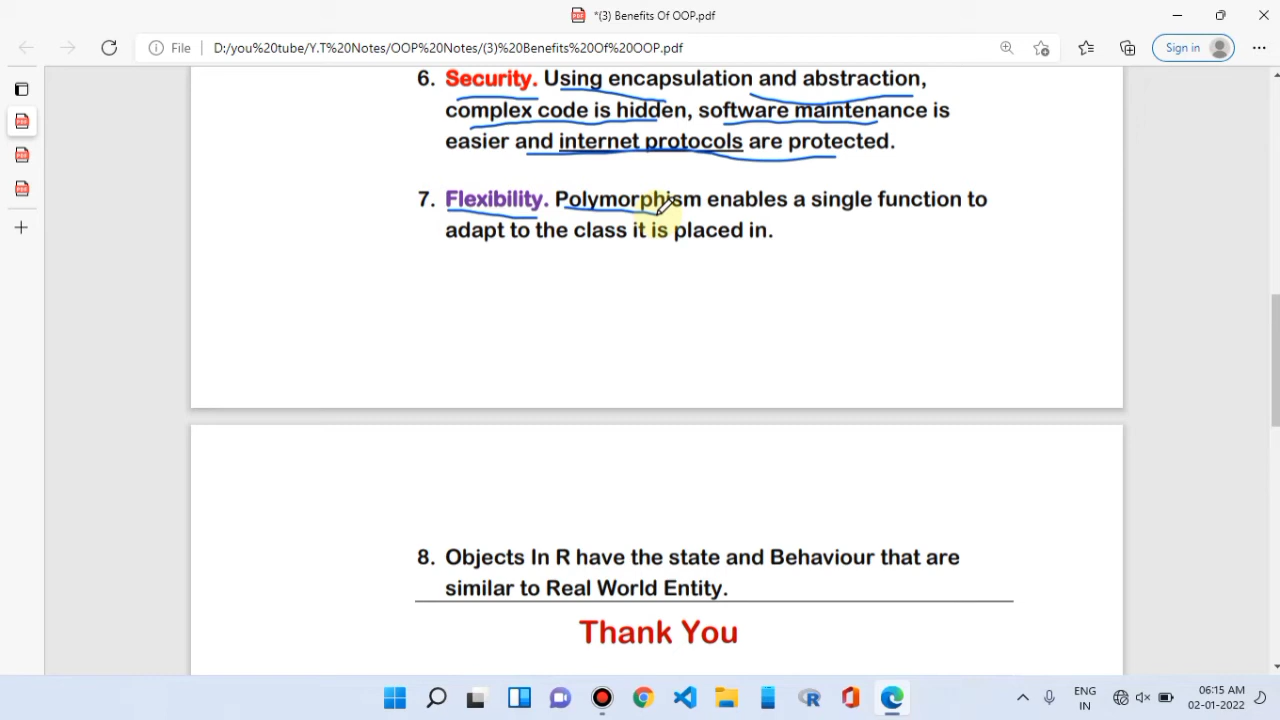 *(3) Benefits Of OOP.pdf
File D:/you%20tube/Y.T%20Notes/OOP%20Notes/(3)%20Benefits%20Of%20OOP.pdf Sign in
6. Security. Using encapsulation and abstraction,
complex code is hidden, software maintenance is
easier and internet protocols are protected.
7. Flexibility. Polymorphism enables a single function to
adapt to the class it is placed in.
8. Objects In R have the state and Behaviour that are
similar to Real World Entity.
Thank You
ENG 06:15 AM
IN 02-01-2022